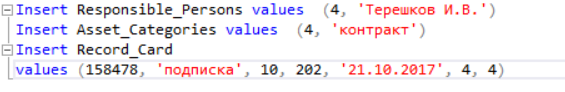 Insert Responsible_Persons values  (4, 'Терешков И.В.')
Insert Asset_Categories values  (4, 'контракт')
Insert Record_Card
values (158478, 'подписка', 10, 202, '21.10.2017', 4, 4)